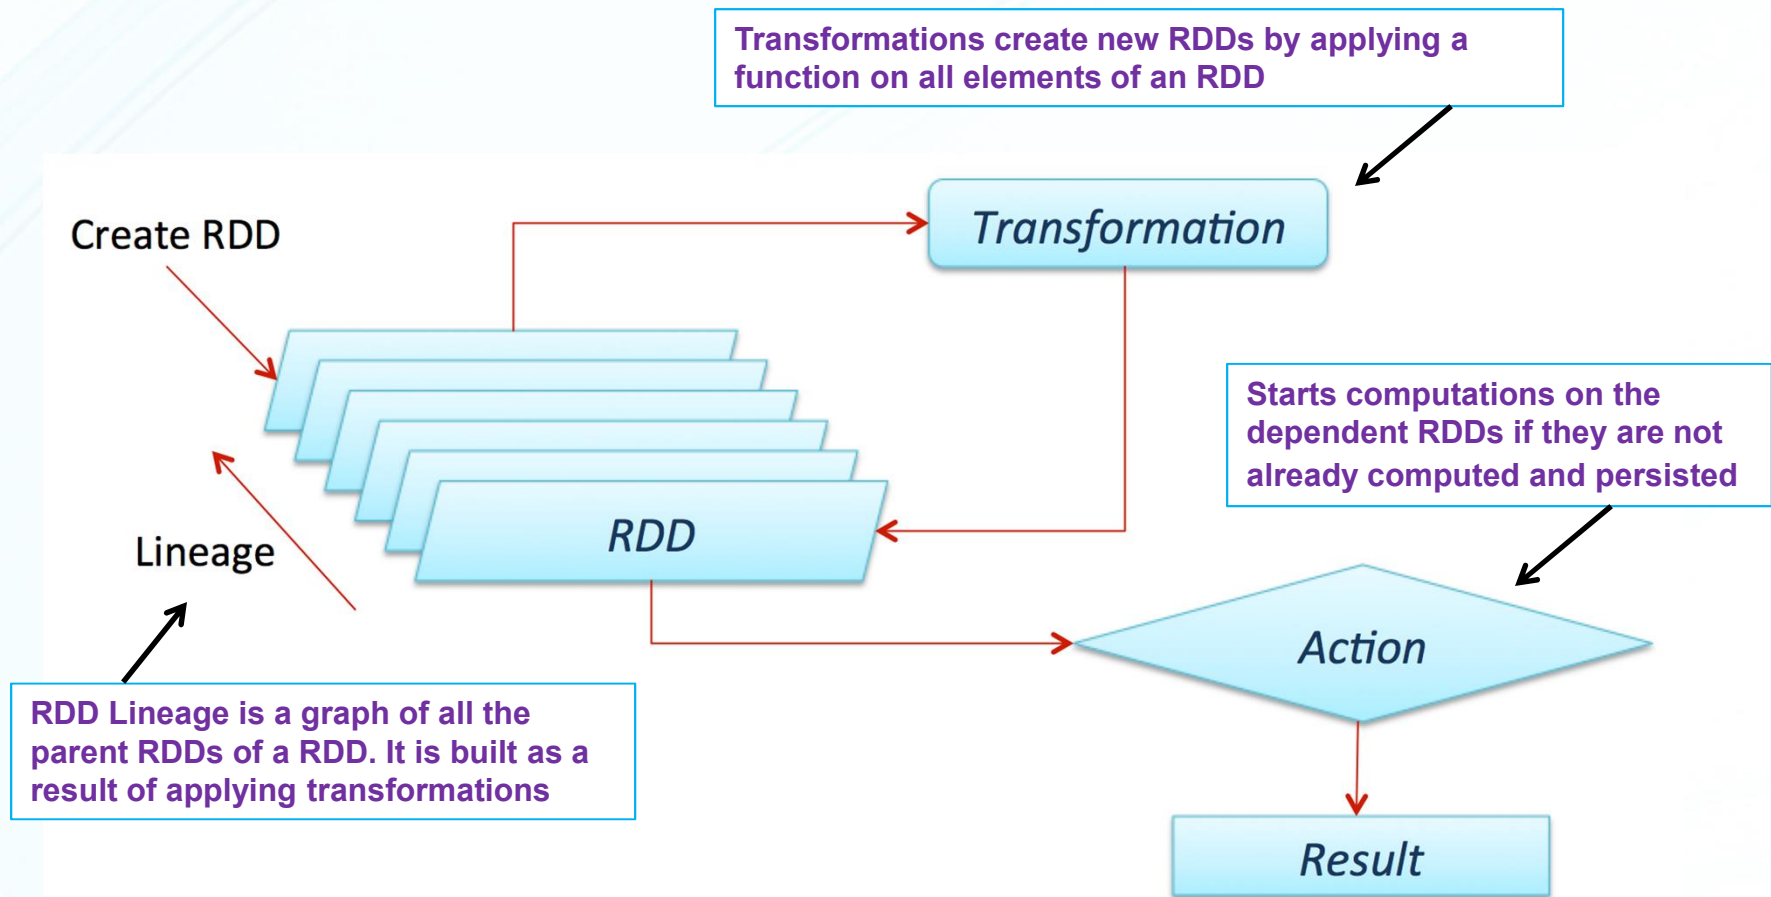 Transformations create new RDDs by applying a
function on all elements of an RDD
Create RDD
Transformation
Starts computations on the
dependent RDDs if they are not
already computed and persisted
RDD
Lineage
Action
RDD Lineage is a graph of all the
parent RDDs of a RDD. It is built as a
result of applying transformations
Result